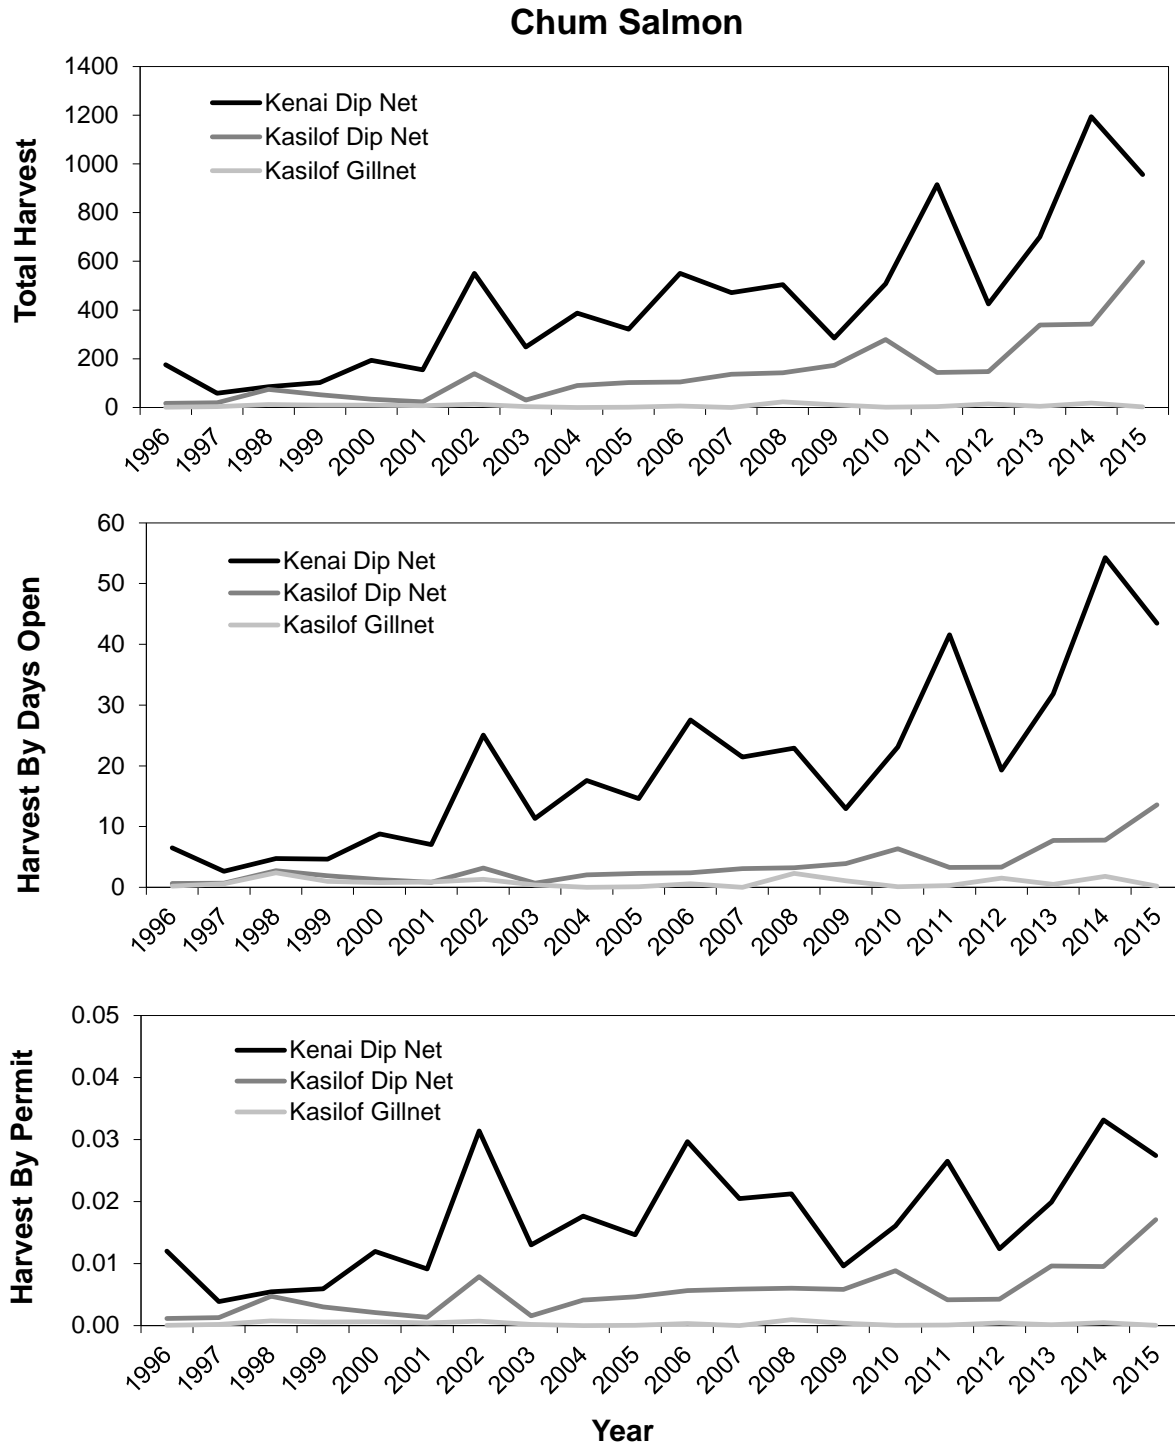 Chum Salmon
Total Harvest
1400
1200
1000
800
600
400
200
0
Kenai Dip Net
Kasilof Dip Net
Kasilof Gillnet
1996 1997 1998 1999 2000 2001 2002 2003 2004 2005 2006 2007 2008 2009 2010 2011 2012 2013 2014 2015
Harvest By Days Open
60
50
40
30
20
10
0
Kenai Dip Net
Kasilof Dip Net
Kasilof Gillnet
1996 1997 1998 1999 2000 2001 2002 2003 2004 2005 2006 2007 2008 2009 2010 2011 2012 2013 2014 2015
Harvest By Permit
0.05
0.04
0.03
0.02
0.01
0.00
Kenai Dip Net
Kasilof Dip Net
Kasilof Gillnet
1996 1997 1998 1999 2000 2001 2002 2003 2004 2005 2006 2007 2008 2009 2010 2011 2012 2013 2014 2015
Year